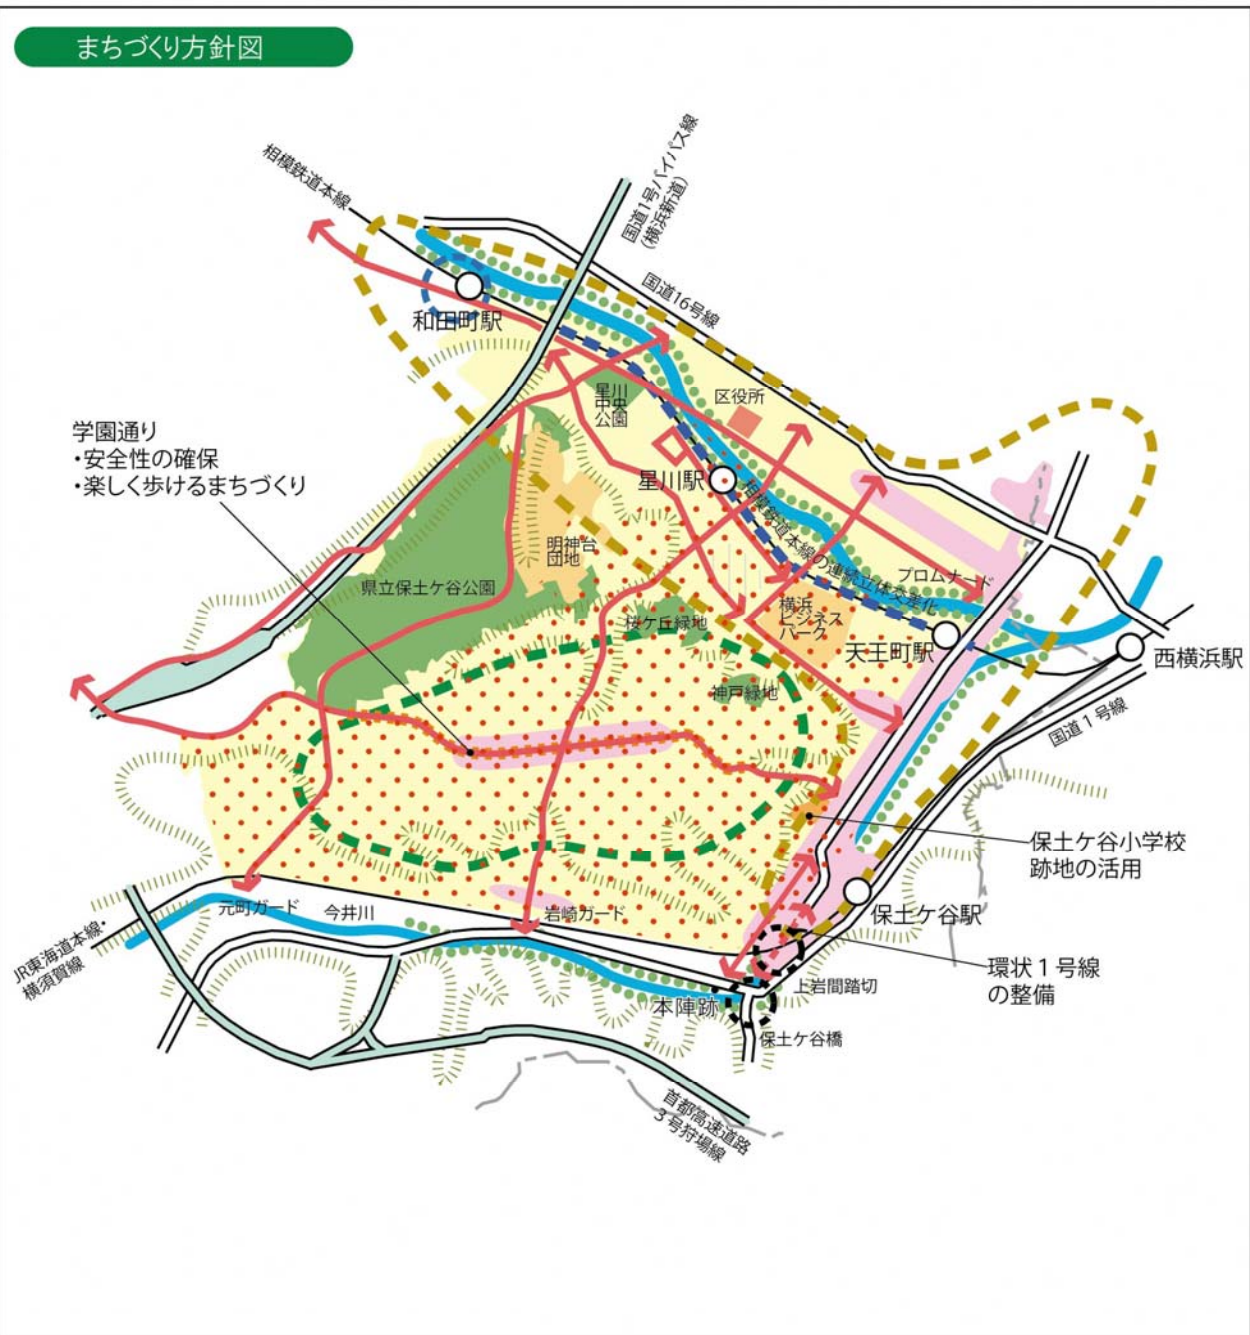 まちづくり方針図
相模鉄道本線
国道1号バイパス線
(横浜新道)
国道16号線
和田町駅
星川
中央
公園
区役所
学園通り
・安全性の確保
・楽しく歩けるまちづくり
星川駅
相模鉄道本線の連続立体交差化
明神台
団地
プロムナード
県立保土ケ谷公園
横浜
ビジネス
パーク
桜ケ丘緑地
天王町駅
西横浜駅
神戸緑地
国道1号線
保土ケ谷小学校
跡地の活用
元町ガード
今井川
岩崎ガード
保土ケ谷駅
JR東海道本線・
横須賀線
環状1号線
の整備
上岩間踏切
本陣跡
保土ケ谷橋
首都高速道路
3号狩場線